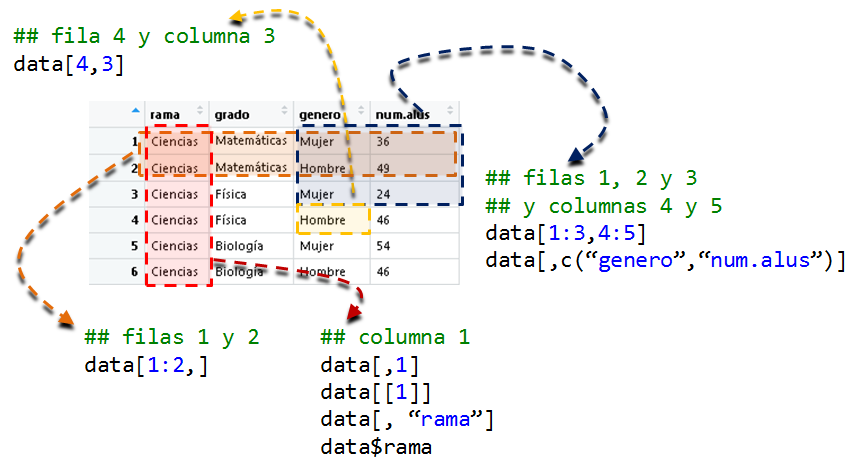 ## fila 4 y columna 3
data[4,3]
rama grado genero num.alus
1 Ciencias Matemáticas Mujer 36
2 Ciencias Matemáticas Hombre 49
3 Ciencias Física Mujer 24
4 Ciencias Física Hombre 46
5 Ciencias Biología Mujer 54
6 Ciencias Biología Hombre 46
## filas 1, 2 y 3
## y columnas 4 y 5
data[1:3,4:5]
data[,c(“genero”,“num.alus”)]
## filas 1 y 2
data[1:2,]
## columna 1
data[,1]
data[[1]]
data[, “rama”]
data$rama